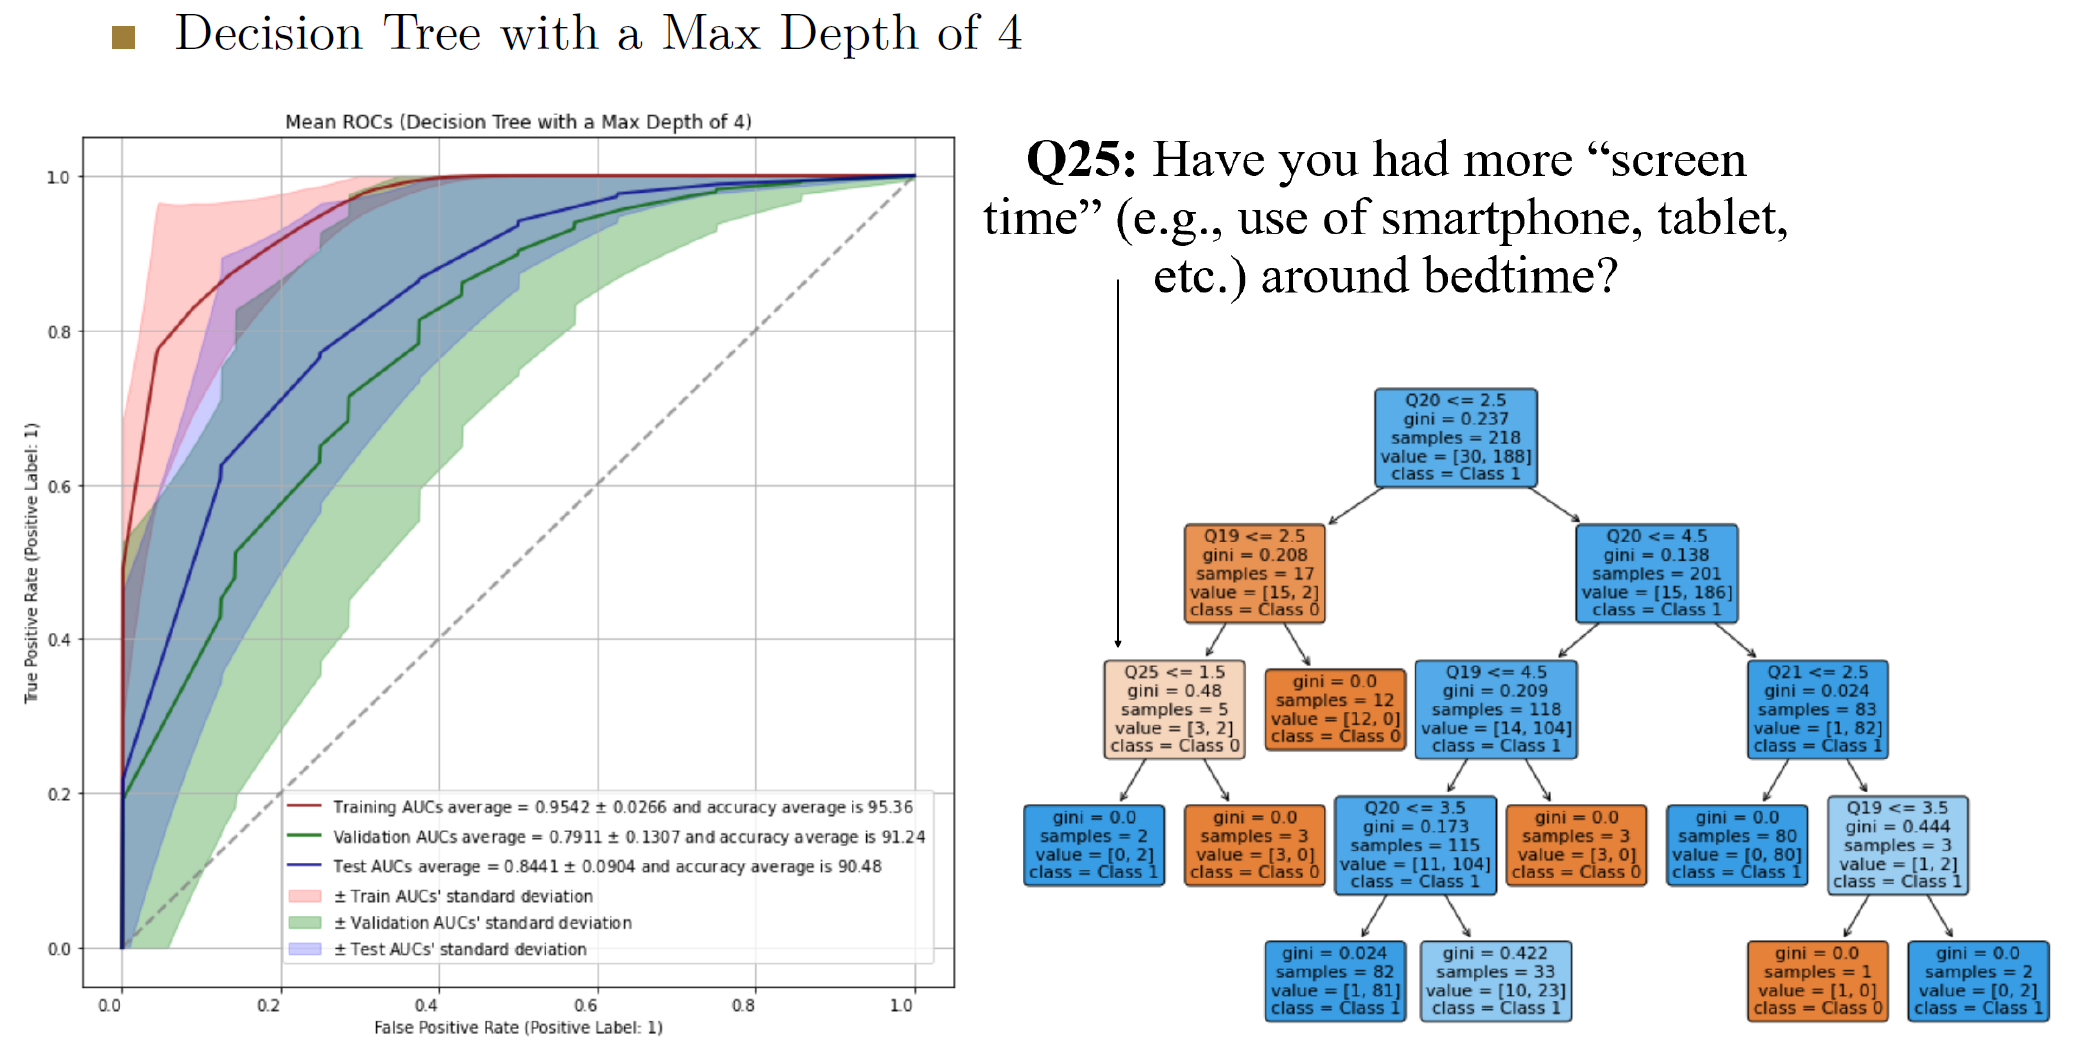 Decision Tree with a Max Depth of 4
Mean ROCs (Decision Tree with a Max Depth of 4)
True Positive Rate (Positive Label: 1)
1.0
0.8
0.6
0.4
0.2
0.0
Training AUCs average = 0.9542 ± 0.0266 and accuracy average is 95.36
Validation AUCs average = 0.7911 ± 0.1307 and accuracy average is 91.24
Test AUCs average = 0.8441 ± 0.0904 and accuracy average is 90.48
± Train AUCs' standard deviation
± Validation AUCs' standard deviation
± Test AUCs' standard deviation
0.0 0.2 0.4 0.6 0.8 1.0
False Positive Rate (Positive Label: 1)
Q25: Have you had more “screen
time” (e.g., use of smartphone, tablet,
etc.) around bedtime?
Q20 <= 2.5
gini = 0.237
samples = 218
value = [30, 188]
class = Class 1
Q19 <= 2.5
gini = 0.208
samples = 17
value = [15, 2]
class = Class 0
Q20 <= 4.5
gini = 0.138
samples = 201
value = [15, 186]
class = Class 1
Q25 <= 1.5
gini = 0.48
samples = 5
value = [3, 2]
class = Class 0
gini = 0.0
samples = 12
value = [12, 0]
class = Class 0
Q19 <= 4.5
gini = 0.209
samples = 118
value = [14, 104]
class = Class 1
Q21 <= 2.5
gini = 0.024
samples = 83
value = [1, 82]
class = Class 1
gini = 0.0
samples = 2
value = [0, 2]
class = Class 1
gini = 0.0
samples = 3
value = [3, 0]
class = Class 0
Q20 <= 3.5
gini = 0.173
samples = 115
value = [11, 104]
class = Class 1
gini = 0.0
samples = 3
value = [3, 0]
class = Class 0
gini = 0.0
samples = 80
value = [0, 80]
class = Class 1
Q19 <= 3.5
gini = 0.444
samples = 3
value = [1, 2]
class = Class 1
gini = 0.024
samples = 82
value = [1, 81]
class = Class 1
gini = 0.422
samples = 33
value = [10, 23]
class = Class 1
gini = 0.0
samples = 1
value = [1, 0]
class = Class 0
gini = 0.0
samples = 2
value = [0, 2]
class = Class 1